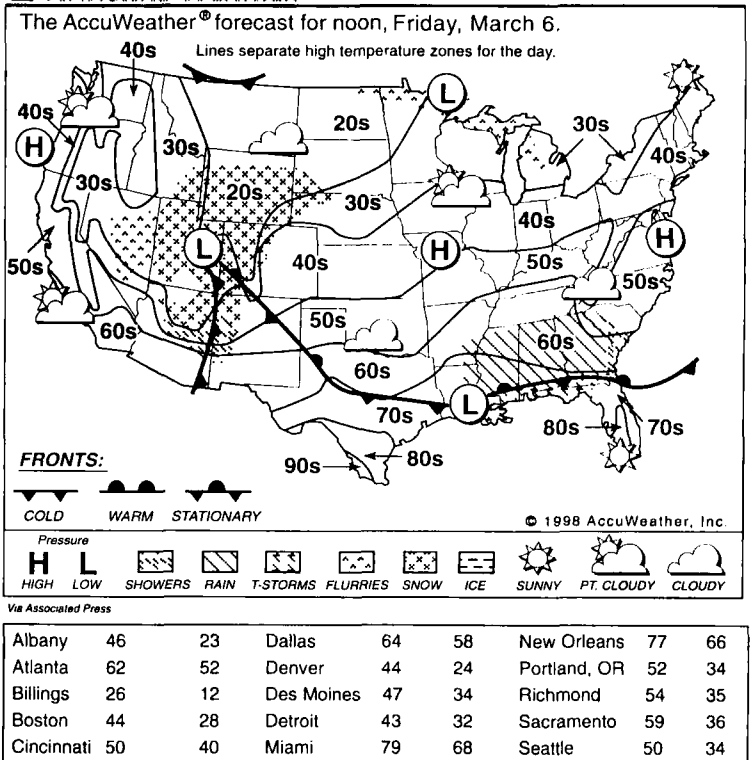 The AccuWeather® forecast for noon, Friday, March 6.
Lines separate high temperature zones for the day.
40s
40s
H
30s
30s
20s
20s
L
30s
40s
30s
40s
L
50s
40s
H
50s
50s
H
60s
50s
60s
60s
70s
L
80s
70s
90s
80s
FRONTS:
COLD WARM STATIONARY
© 1998 AccuWeather, Inc.
Pressure
H L
HIGH LOW SHOWERS RAIN T-STORMS FLURRIES SNOW ICE SUNNY PT. CLOUDY CLOUDY
Via Associated Press
Albany 46 23 Dallas 64 58 New Orleans 77 66
Atlanta 62 52 Denver 44 24 Portland, OR 52 34
Billings 26 12 Des Moines 47 34 Richmond 54 35
Boston 44 28 Detroit 43 32 Sacramento 59 36
Cincinnati 50 40 Miami 79 68 Seattle 50 34